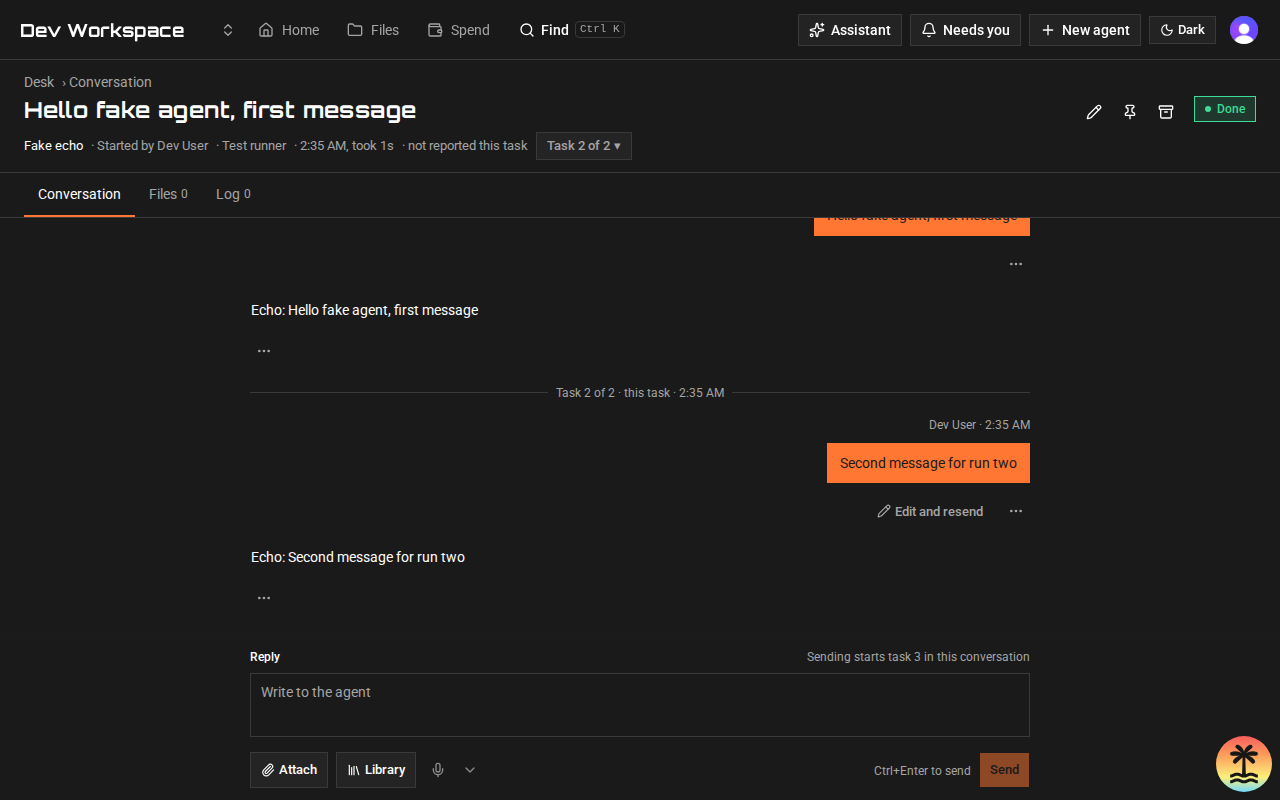 Dev Workspace
Home
Files
Spend
Find Ctrl K
Assistant
Needs you
New agent
Dark
Desk › Conversation
Hello fake agent, first message
Done
Fake echo · Started by Dev User · Test runner · 2:35 AM, took 1s · not reported this task
Task 2 of 2 ▾
Conversation
Files 0
Log 0
Hello fake agent, first message
Echo: Hello fake agent, first message
Task 2 of 2 · this task · 2:35 AM
Dev User · 2:35 AM
Second message for run two
Edit and resend
Echo: Second message for run two
Reply
Sending starts task 3 in this conversation
Write to the agent
Attach
Library
Ctrl+Enter to send
Send